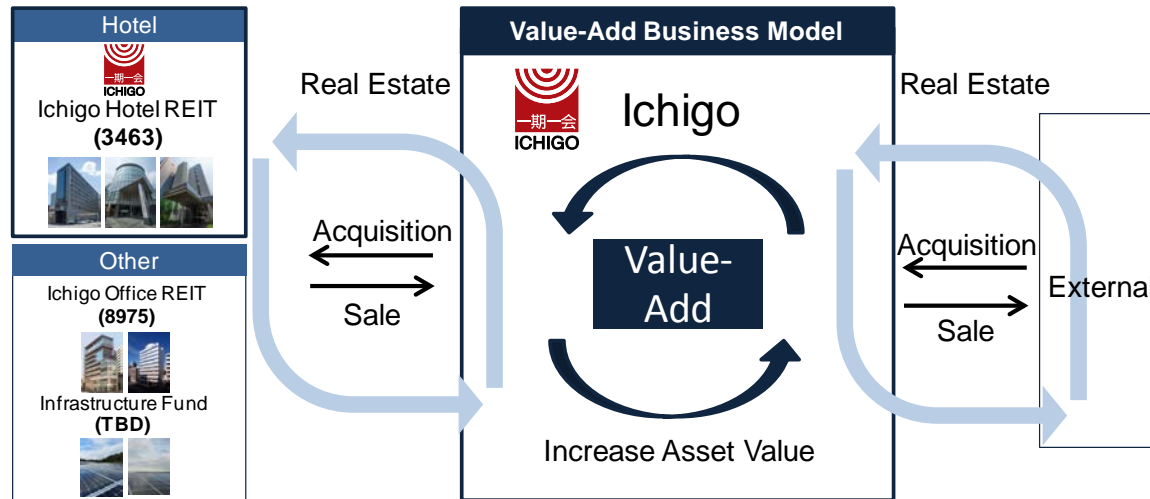 Hotel
一期一会
ICHIGO
Ichigo Hotel REIT
(3463)
Other
Ichigo Office REIT
(8975)
Infrastructure Fund
(TBD)
Real Estate
Acquisition
Sale
Value-Add Business Model
一期一会
ICHIGO
Ichigo
Value-
Add
Increase Asset Value
Real Estate
Acquisition
Sale
Externa